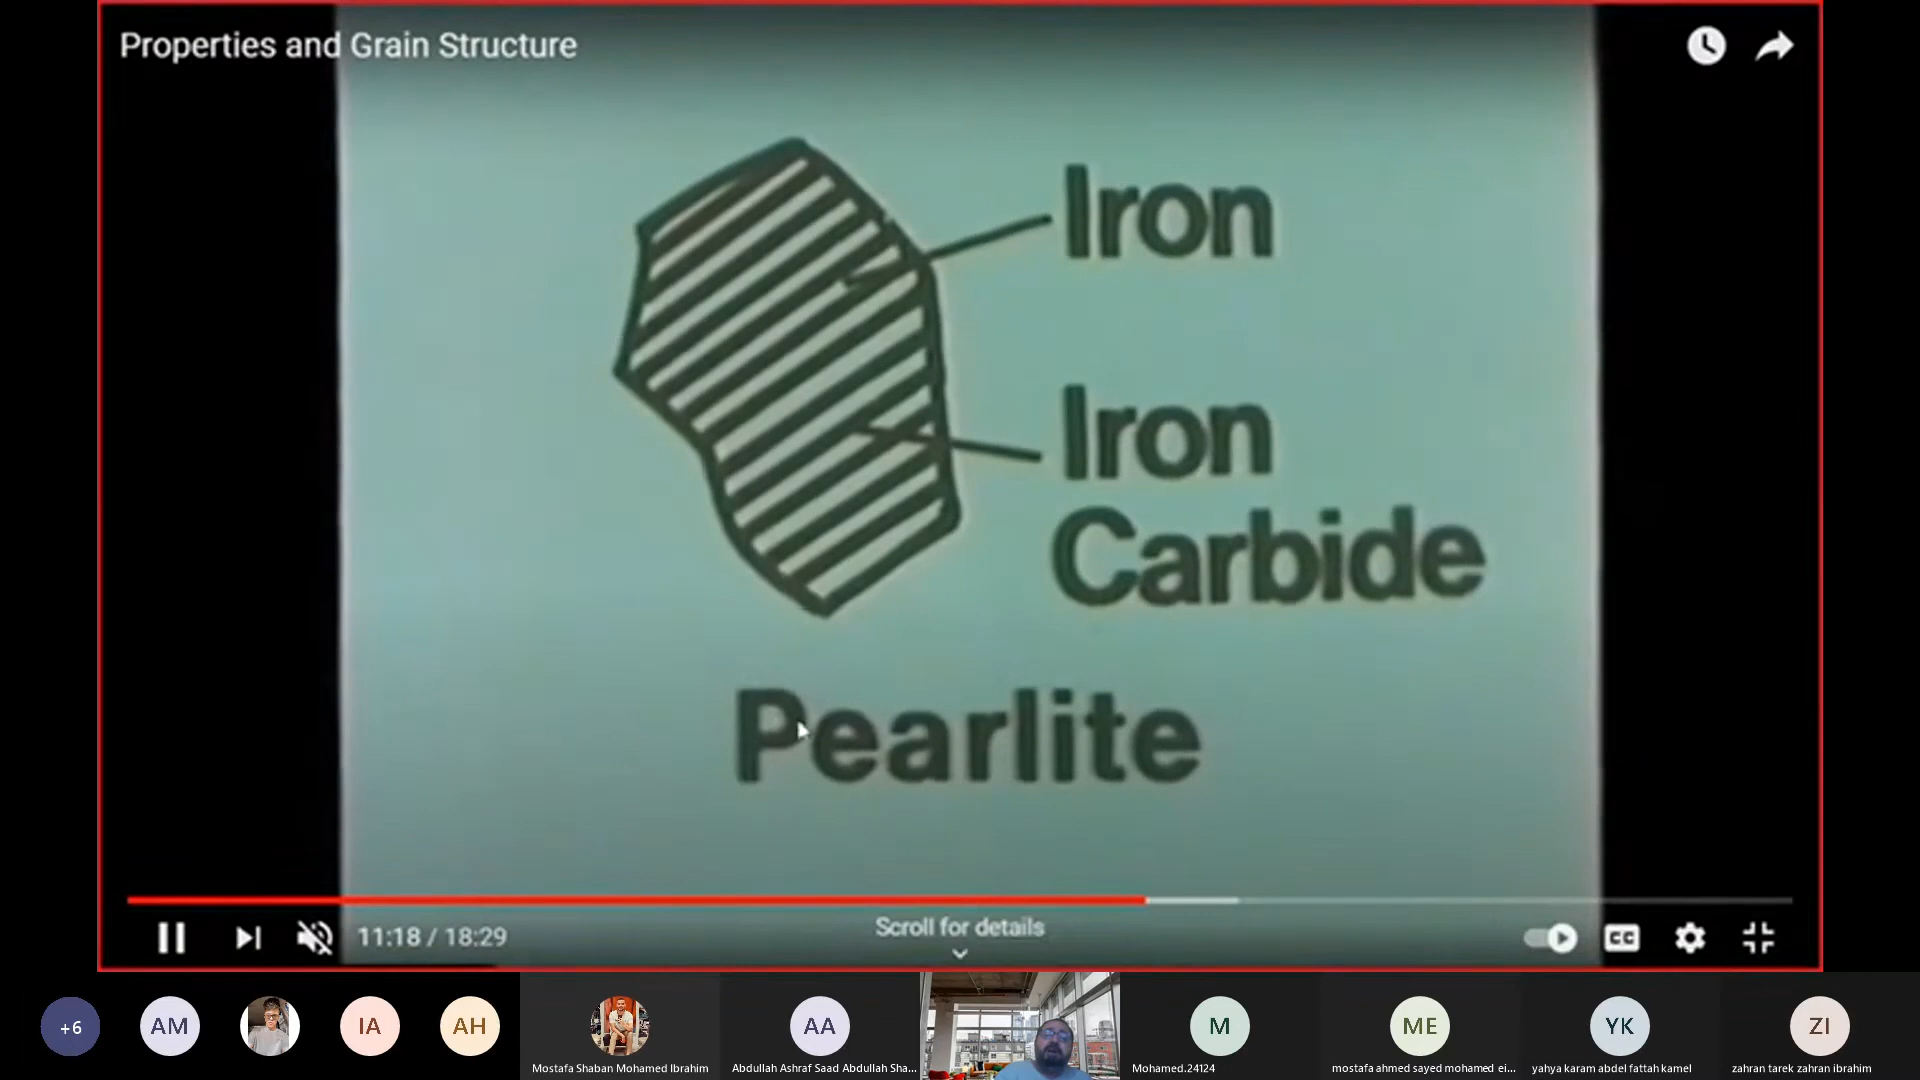 Properties and Grain Structure
Iron
Iron
Carbide
Pearlite
11:18 / 18:29
Scroll for details
CC
+6
AM
IA
AH
AA
M
ME
YK
ZI
Mostafa Shaban Mohamed Ibrahim
Abdullah Ashraf Saad Abdullah Sha...
Mohamed.24124
mostafa ahmed sayed mohamed ei...
yahya karam abdel fattah kamel
zahran tarek zahran ibrahim